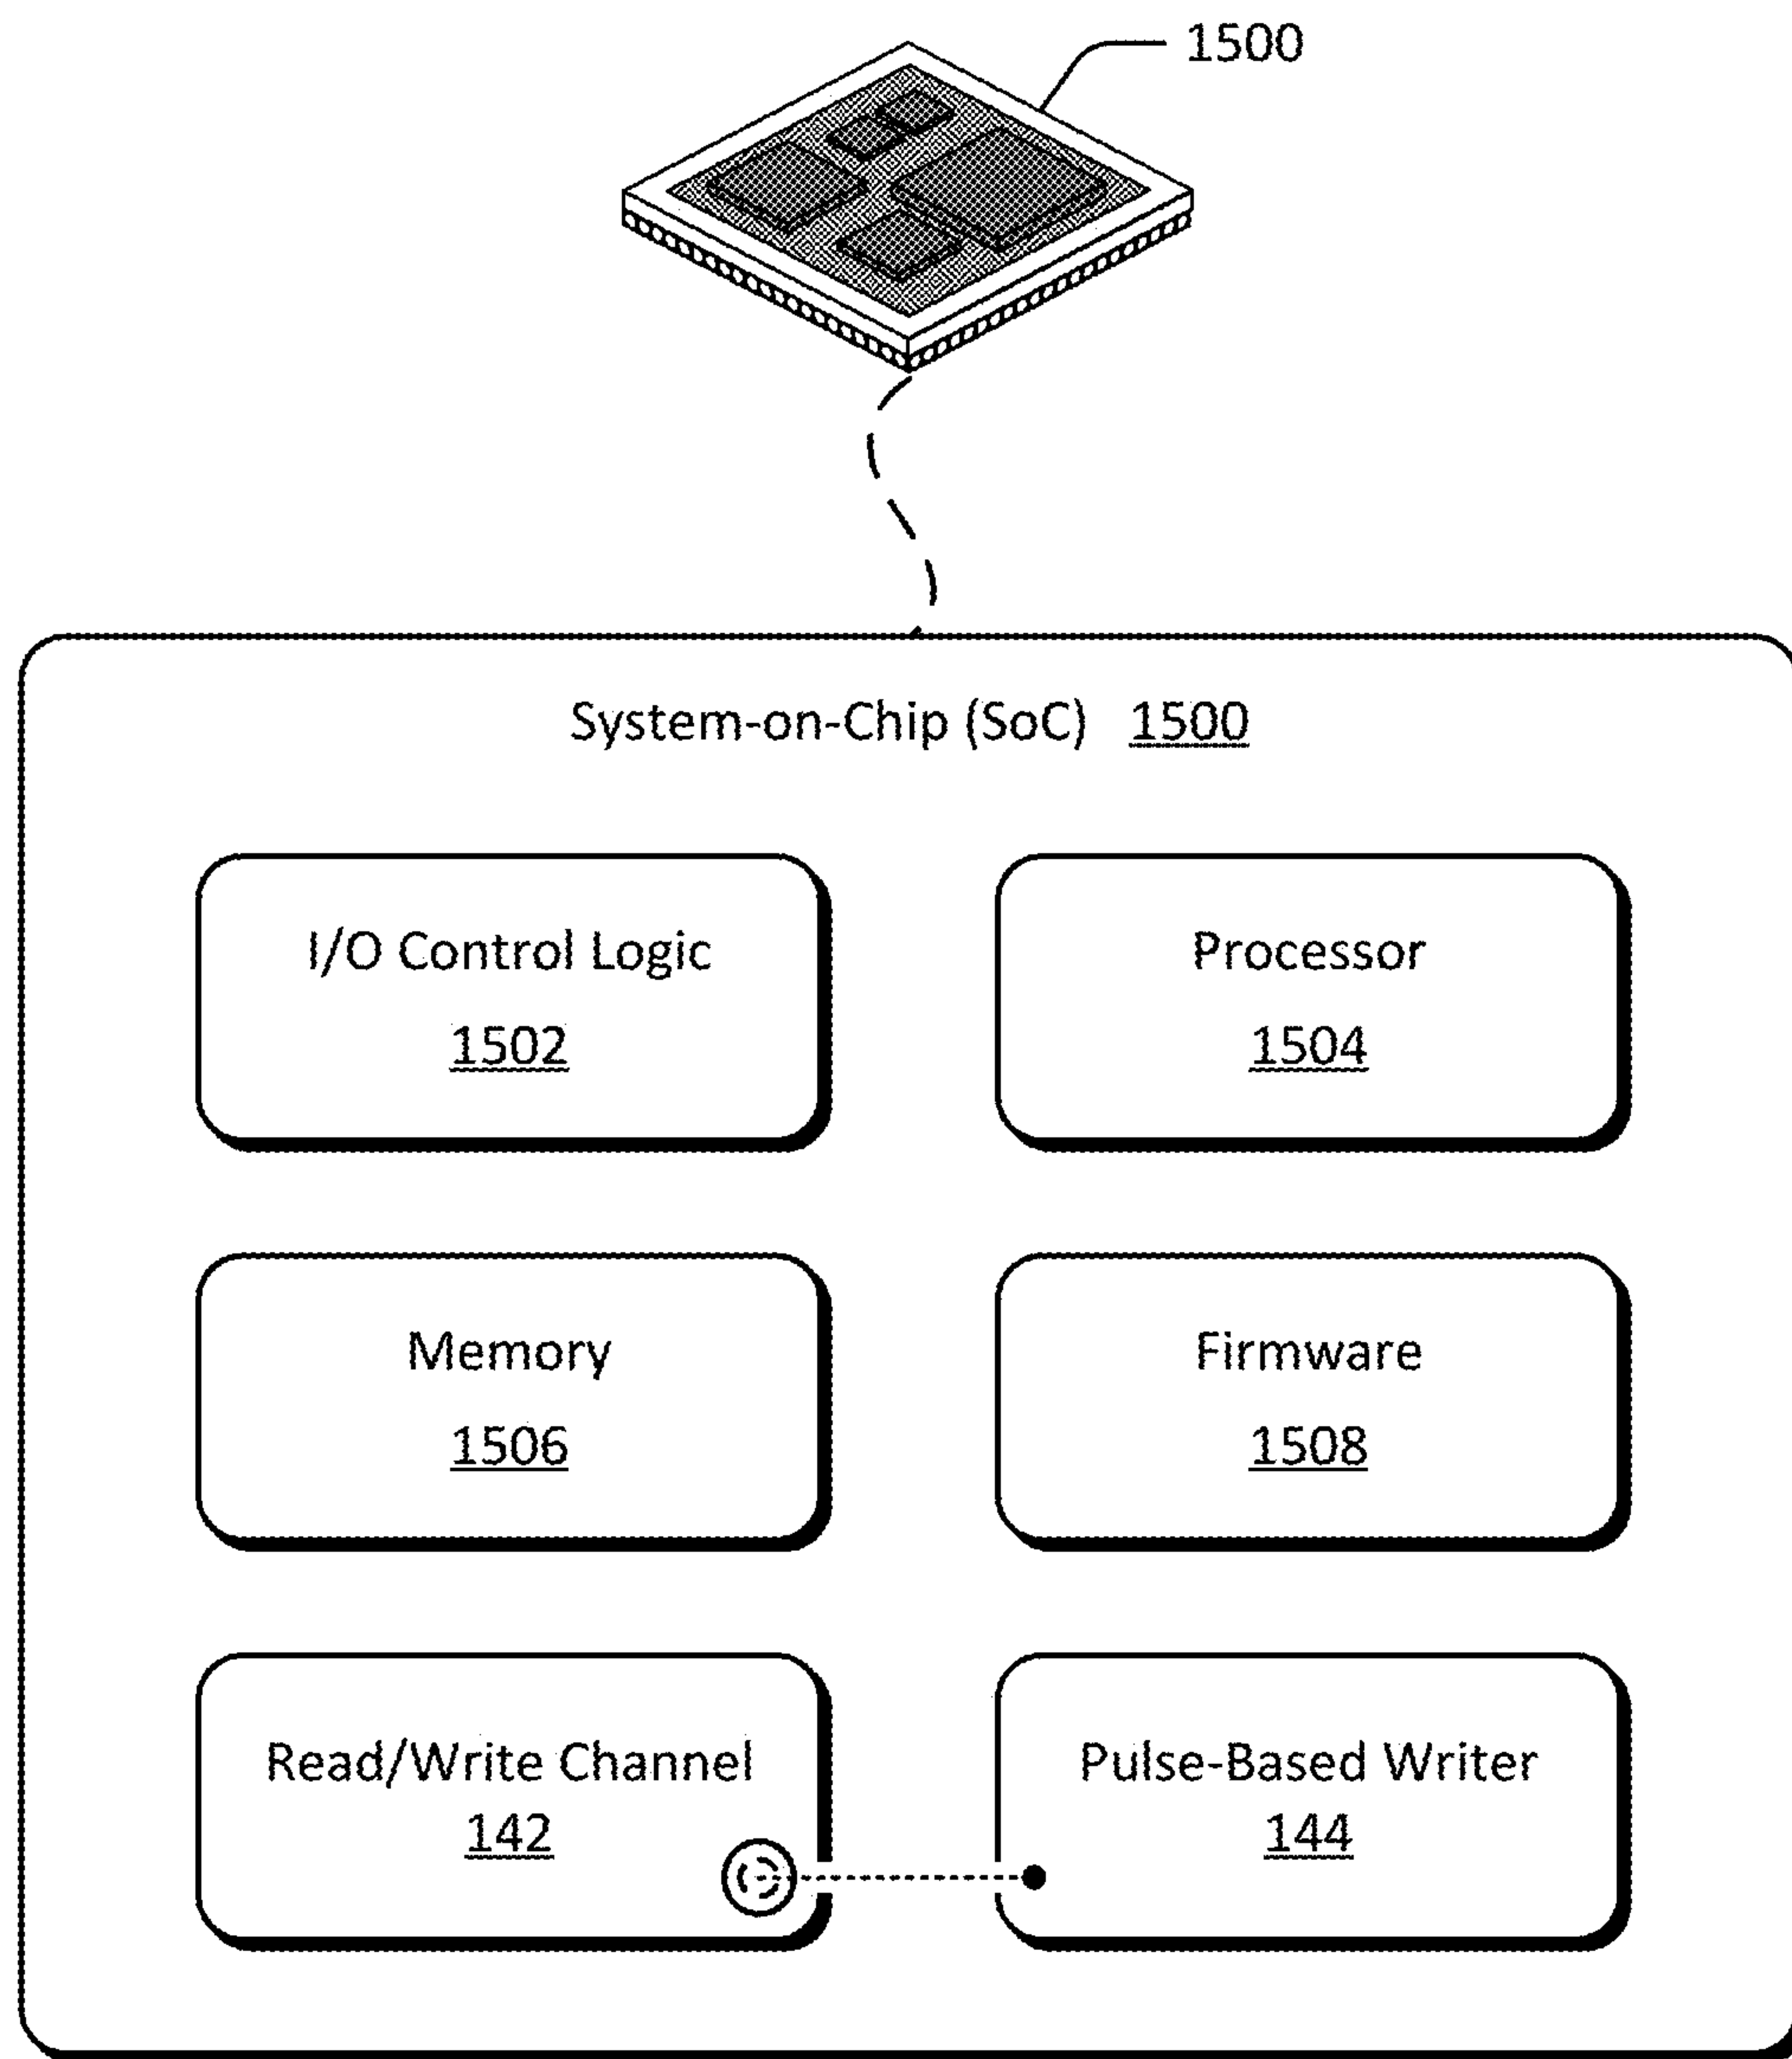 1500
System-on-Chip (SoC) 1500
I/O Control Logic
1502
Processor
1504
Memory
1506
Firmware
1508
Read/Write Channel
142
Pulse-Based Writer
144